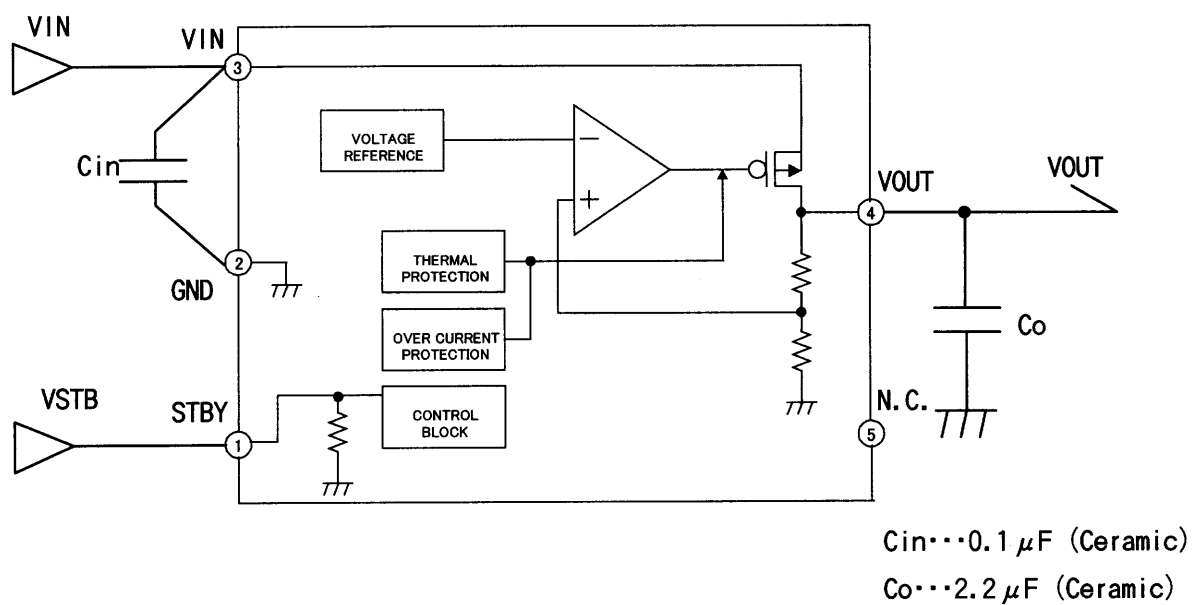 VIN
VIN
3
VOLTAGE
REFERENCE
−
+
Cin
VOUT
VOUT
4
2
GND
THERMAL
PROTECTION
OVER CURRENT
PROTECTION
Co
VSTB
STBY
1
CONTROL
BLOCK
N.C.
5
Cin･･･0.1μF (Ceramic)
Co･･･2.2μF (Ceramic)